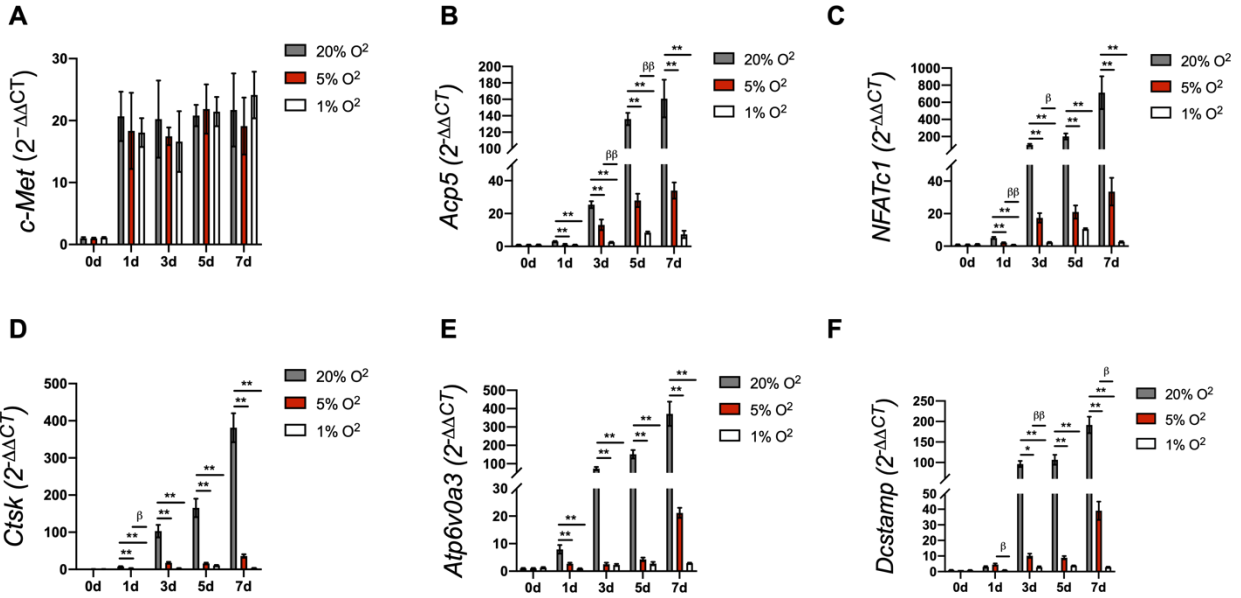 A
c-Met (2⁻ΔΔCT)
30
20
10
0
0d 1d 3d 5d 7d
20% O²
5% O²
1% O²
B
Acp5 (2-ΔΔCT)
200
180
160
140
120
100
40
20
0
** ** ** ** ββ ** ** ββ ** **
0d 1d 3d 5d 7d
20% O²
5% O²
1% O²
C
NFATc1 (2-ΔΔCT)
1000
800
600
400
200
40
20
0
** ** ββ ** ** β ** ** ** **
0d 1d 3d 5d 7d
20% O²
5% O²
1% O²
D
Ctsk (2-ΔΔCT)
500
400
300
200
100
0
** ** β ** ** ** ** ** **
0d 1d 3d 5d 7d
20% O²
5% O²
1% O²
E
Atp6v0a3 (2-ΔΔCT)
500
400
300
200
100
30
20
10
0
** ** ** ** ** ** ** **
0d 1d 3d 5d 7d
20% O²
5% O²
1% O²
F
Dcstamp (2-ΔΔCT)
250
200
150
100
50
40
30
20
10
0
β * ** ββ ** ** ** ** β
0d 1d 3d 5d 7d
20% O²
5% O²
1% O²